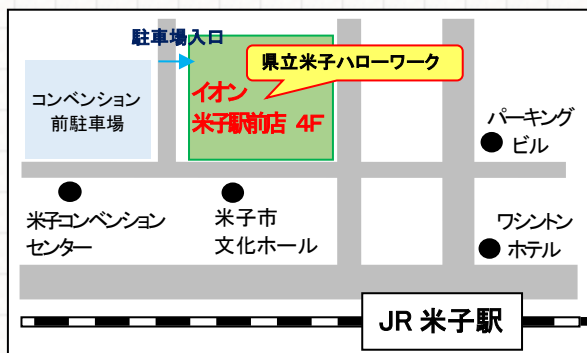 駐車場入口
県立米子ハローワーク
イオン
米子駅前店 4F
コンベンション
前駐車場
パーキング
ビル
米子コンベンション
センター
米子市
文化ホール
ワシントン
ホテル
JR 米子駅